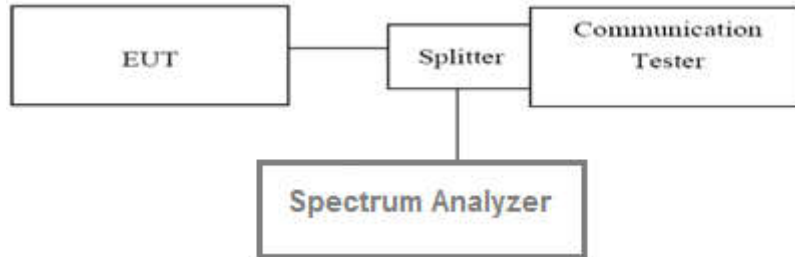 EUT
Splitter
Communication
Tester
Spectrum Analyzer